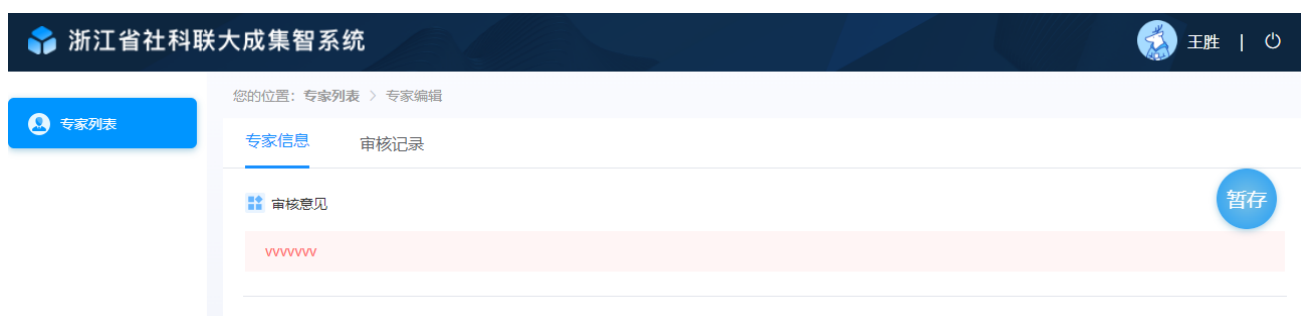 浙江省社科联大成集智系统
王胜 |
您的位置：专家列表 > 专家编辑
专家列表
专家信息 审核记录
审核意见
暂存
vvvvvvv